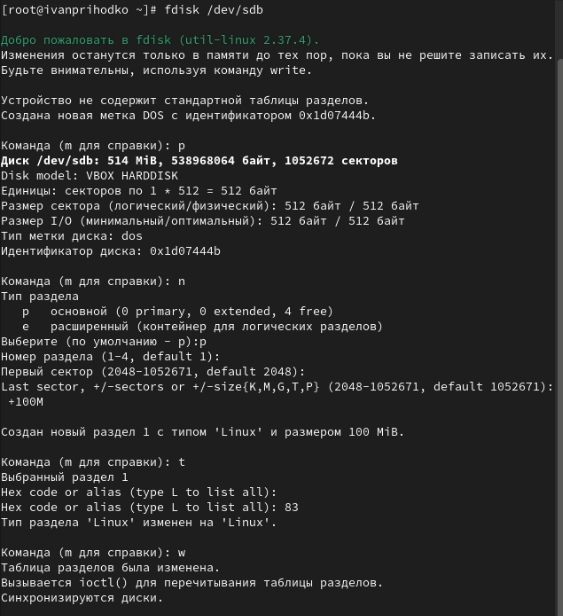 [root@ivanprihodko ~]# fdisk /dev/sdb
Добро пожаловать в fdisk (util-linux 2.37.4).
Изменения останутся только в памяти до тех пор, пока вы не решите записать их.
Будьте внимательны, используя команду write.
Устройство не содержит стандартной таблицы разделов.
Создана новая метка DOS с идентификатором 0x1d07444b.
Команда (m для справки): p
Диск /dev/sdb: 514 MiB, 538968064 байт, 1052672 секторов
Disk model: VBOX HARDDISK
Единицы: секторов по 1 * 512 = 512 байт
Размер сектора (логический/физический): 512 байт / 512 байт
Размер I/O (минимальный/оптимальный): 512 байт / 512 байт
Тип метки диска: dos
Идентификатор диска: 0x1d07444b
Команда (m для справки): n
Тип раздела
p основной (0 primary, 0 extended, 4 free)
e расширенный (контейнер для логических разделов)
Выберите (по умолчанию - p):p
Номер раздела (1-4, default 1):
Первый сектор (2048-1052671, default 2048):
Last sector, +/-sectors or +/-size{K,M,G,T,P} (2048-1052671, default 1052671):
+100M
Создан новый раздел 1 с типом 'Linux' и размером 100 MiB.
Команда (m для справки): t
Выбранный раздел 1
Hex code or alias (type L to list all):
Hex code or alias (type L to list all): 83
Тип раздела 'Linux' изменен на 'Linux'.
Команда (m для справки): w
Таблица разделов была изменена.
Вызывается ioctl() для перечитывания таблицы разделов.
Синхронизируются диски.